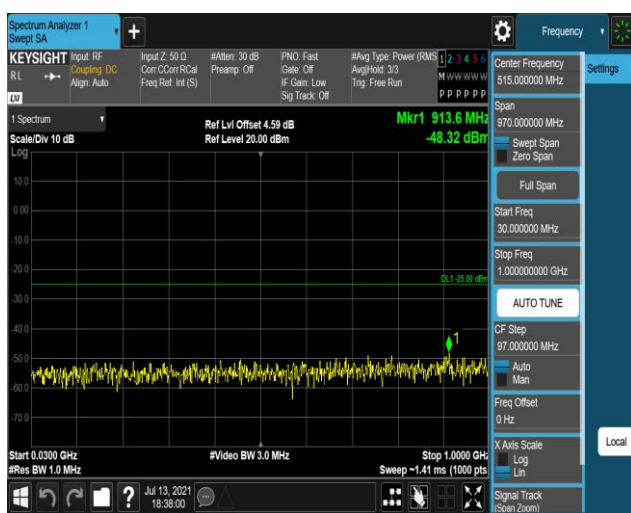 Spectrum Analyzer 1
Swept SA
+
Frequency
KEYSIGHT
RL
Input: RF
Coupling: DC
Align: Auto
Input Z: 50 Ω
Corr CCorr RCal
Freq Ref: Int (S)
#Atten: 30 dB
Preamp: Off
PNO: Fast
Gate: Off
IF Gain: Low
Sig Track: Off
#Avg Type: Power (RMS
Avg|Hold: 3/3
Trig: Free Run
1 2 3 4 5 6
M W W W W W
P P P P P P
LXI
1 Spectrum
Scale/Div 10 dB
Log
Ref Lvl Offset 4.59 dB
Ref Level 20.00 dBm
Mkr1 913.6 MHz
-48.32 dBm
10.0
0.00
-10.0
-20.0
-30.0
-40.0
-50.0
-60.0
-70.0
DL1 -25.00 dBm
1
Start 0.0300 GHz
#Res BW 1.0 MHz
#Video BW 3.0 MHz
Stop 1.0000 GHz
Sweep ~1.41 ms (1000 pts
?
Jul 13, 2021
18:38:00
Center Frequency
515.000000 MHz
Span
970.000000 MHz
Swept Span
Zero Span
Full Span
Start Freq
30.000000 MHz
Stop Freq
1.000000000 GHz
AUTO TUNE
CF Step
97.000000 MHz
Auto
Man
Freq Offset
0 Hz
X Axis Scale
Log
Lin
Signal Track
(Span Zoom)
Settings
Local